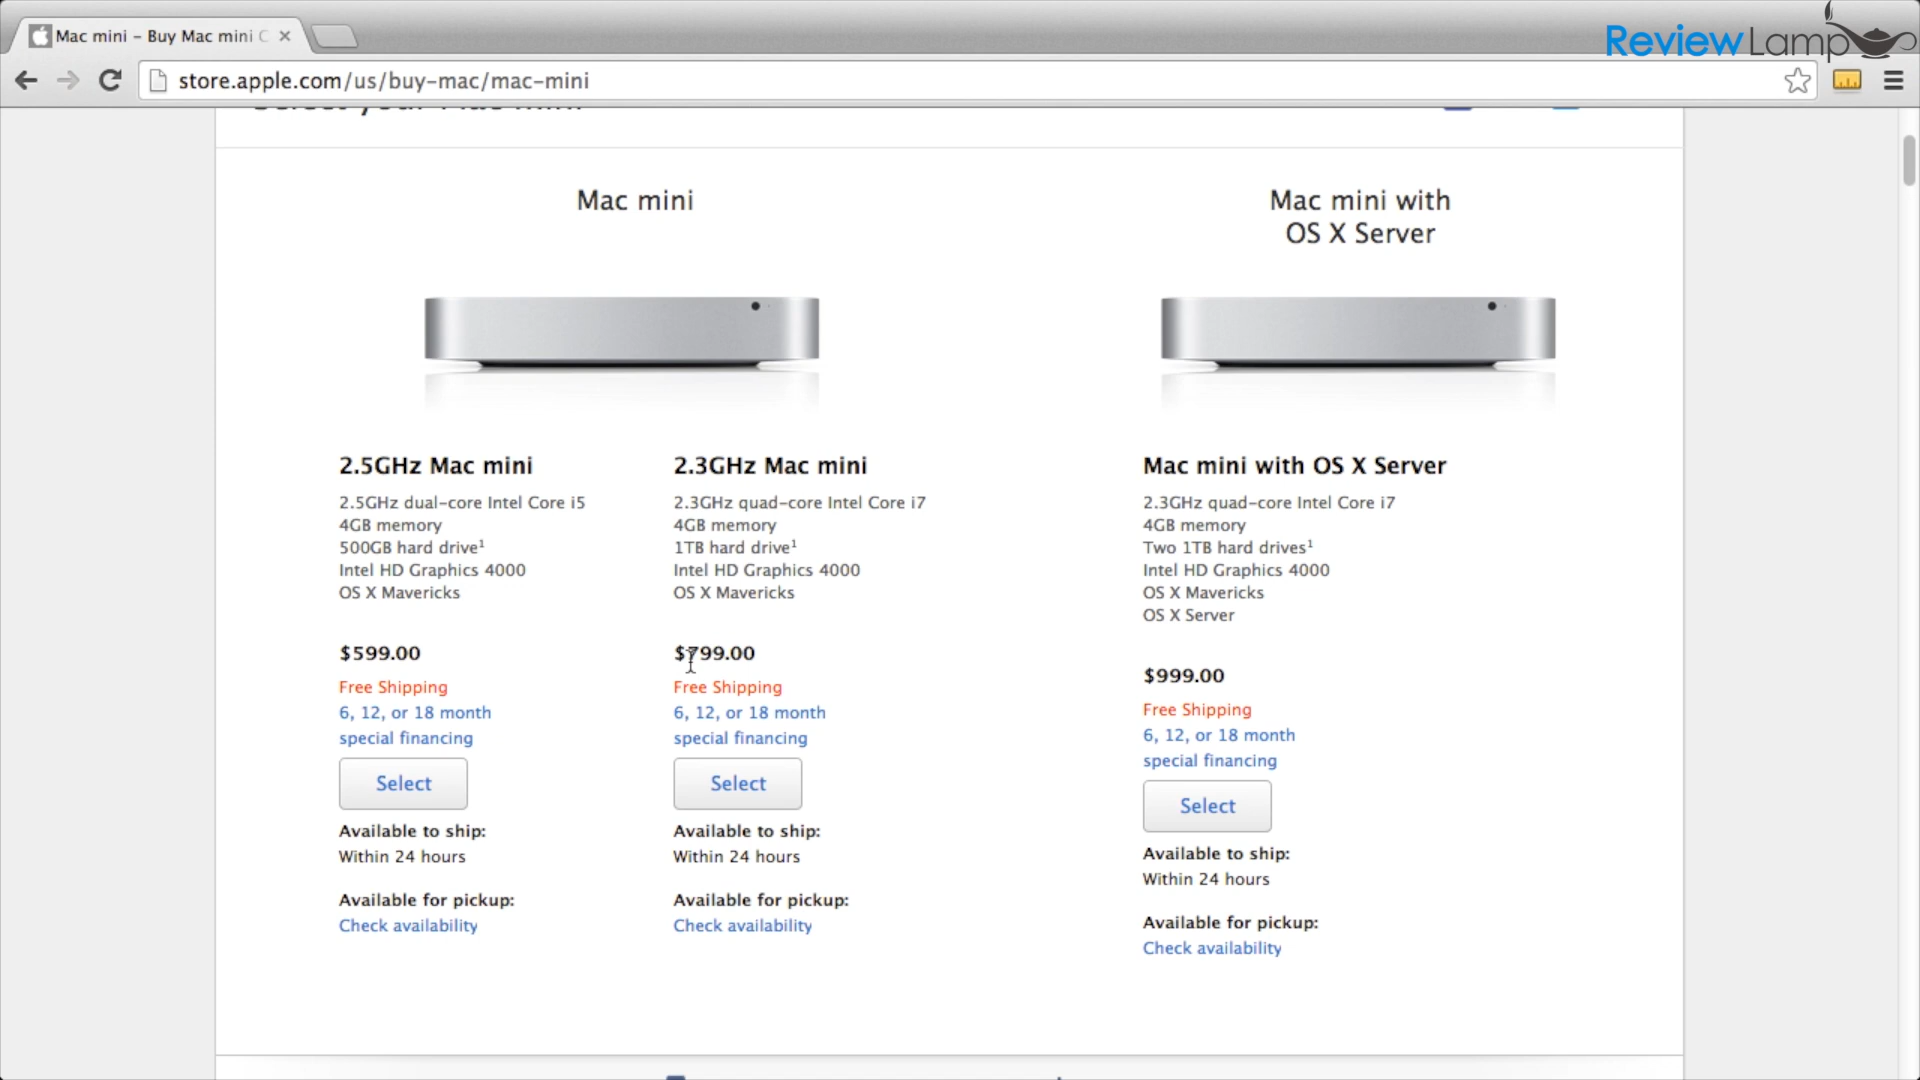 Mac mini – Buy Mac mini
ReviewLamp
store.apple.com/us/buy-mac/mac-mini
Select your Mac mini
Mac mini
Mac mini with
OS X Server
2.5GHz Mac mini
2.5GHz dual-core Intel Core i5
4GB memory
500GB hard drive¹
Intel HD Graphics 4000
OS X Mavericks
$599.00
Free Shipping
6, 12, or 18 month
special financing
Select
Available to ship:
Within 24 hours
Available for pickup:
Check availability
2.3GHz Mac mini
2.3GHz quad-core Intel Core i7
4GB memory
1TB hard drive¹
Intel HD Graphics 4000
OS X Mavericks
$799.00
Free Shipping
6, 12, or 18 month
special financing
Select
Available to ship:
Within 24 hours
Available for pickup:
Check availability
Mac mini with OS X Server
2.3GHz quad-core Intel Core i7
4GB memory
Two 1TB hard drives¹
Intel HD Graphics 4000
OS X Mavericks
OS X Server
$999.00
Free Shipping
6, 12, or 18 month
special financing
Select
Available to ship:
Within 24 hours
Available for pickup:
Check availability